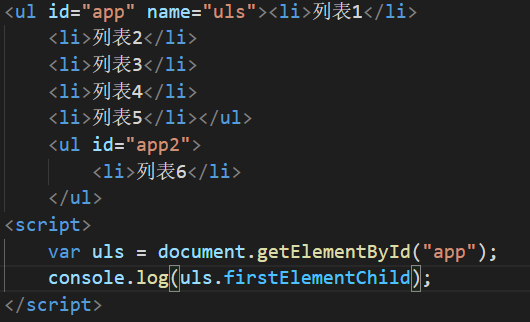 <ul id="app" name="uls"><li>列表1</li>
<li>列表2</li>
<li>列表3</li>
<li>列表4</li>
<li>列表5</li></ul>
<ul id="app2">
<li>列表6</li>
</ul>
<script>
var uls = document.getElementById("app");
console.log(uls.firstElementChild);
</script>